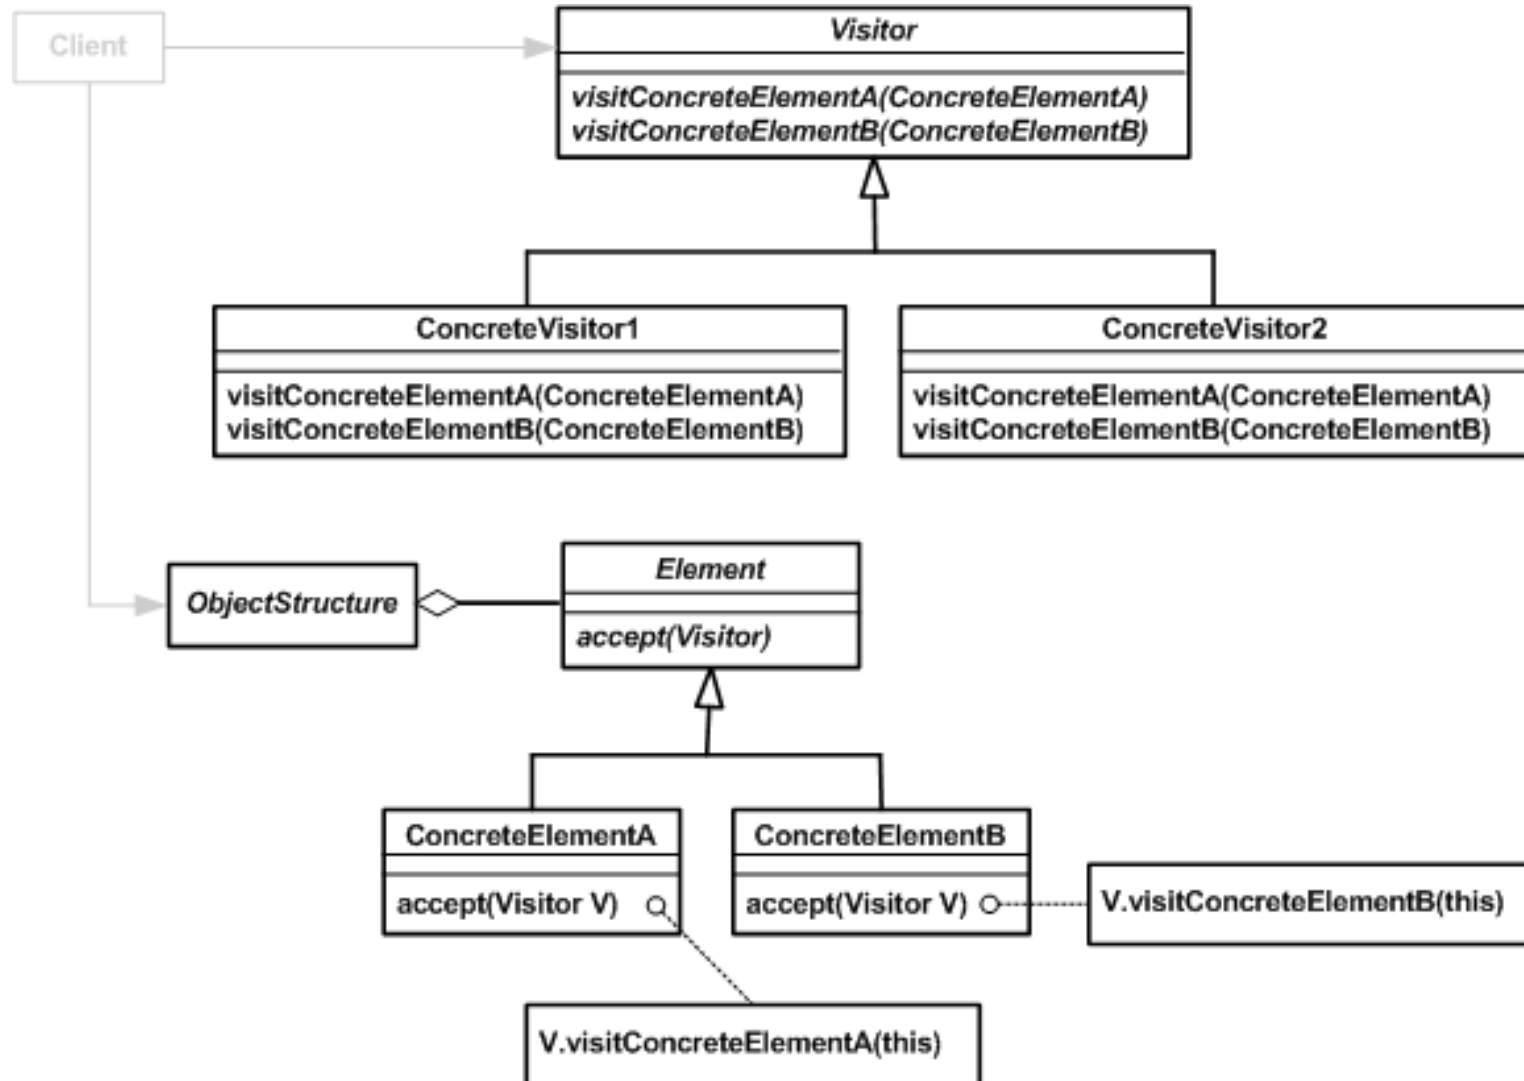 Client
Visitor
visitConcreteElementA(ConcreteElementA)
visitConcreteElementB(ConcreteElementB)
ConcreteVisitor1
visitConcreteElementA(ConcreteElementA)
visitConcreteElementB(ConcreteElementB)
ConcreteVisitor2
visitConcreteElementA(ConcreteElementA)
visitConcreteElementB(ConcreteElementB)
ObjectStructure
Element
accept(Visitor)
ConcreteElementA
accept(Visitor V)
ConcreteElementB
accept(Visitor V)
V.visitConcreteElementB(this)
V.visitConcreteElementA(this)